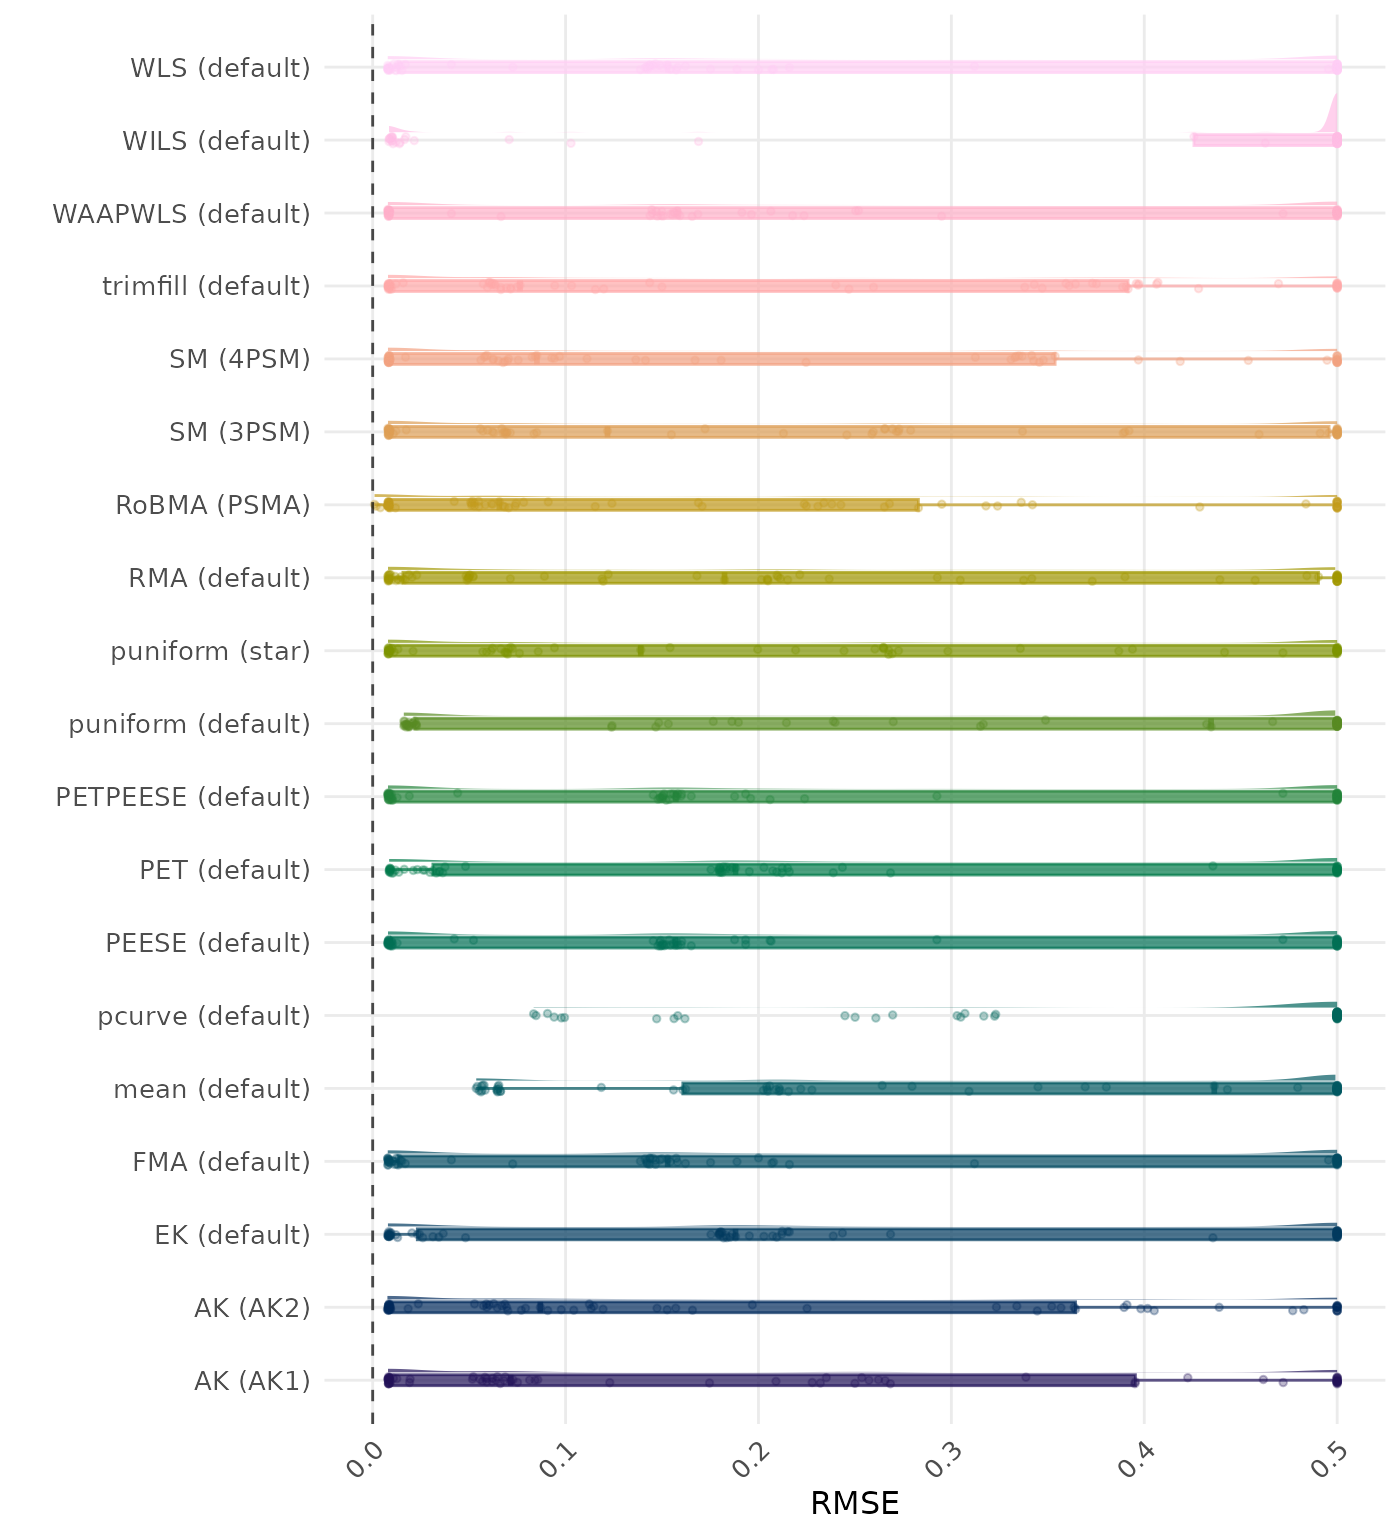 WLS (default)
WILS (default)
WAAPWLS (default)
trimfill (default)
SM (4PSM)
SM (3PSM)
RoBMA (PSMA)
RMA (default)
puniform (star)
puniform (default)
PETPEESE (default)
PET (default)
PEESE (default)
pcurve (default)
mean (default)
FMA (default)
EK (default)
AK (AK2)
AK (AK1)
0.0 0.1 0.2 0.3 0.4 0.5
RMSE